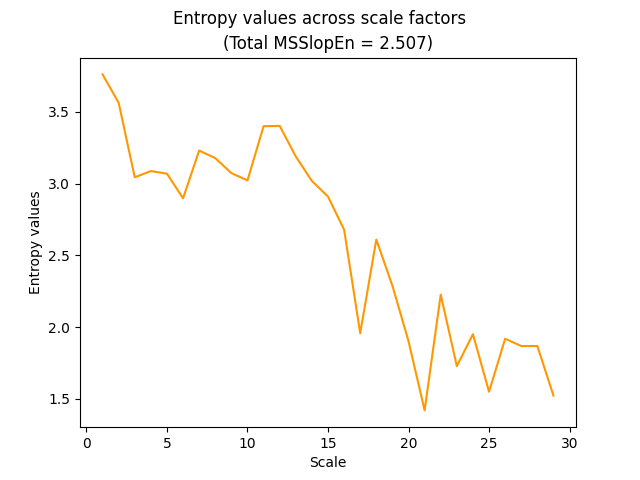 Entropy values across scale factors
(Total MSSlopEn = 2.507)
Entropy values
3.5
3.0
2.5
2.0
1.5
0 5 10 15 20 25 30
Scale